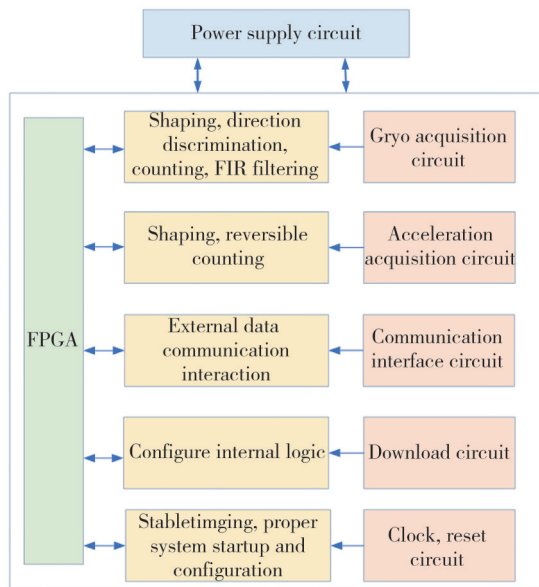 Power supply circuit
Shaping, direction
discrimination,
counting, FIR filtering
Gryo acquisition
circuit
Shaping, reversible
counting
Acceleration
acquisition circuit
FPGA
External data
communication
interaction
Communication
interface circuit
Configure internal logic
Download circuit
Stabletimging, proper
system startup and
configuration
Clock, reset
circuit